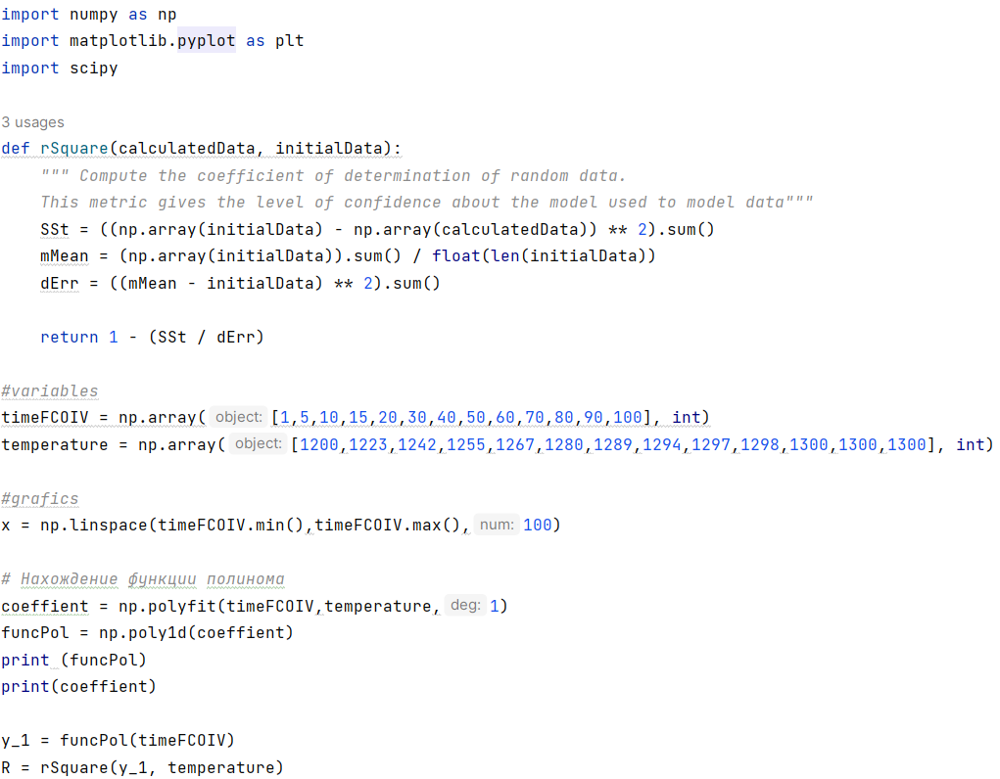 import numpy as np
import matplotlib.pyplot as plt
import scipy
3 usages
def rSquare(calculatedData, initialData):
""" Compute the coefficient of determination of random data.
This metric gives the level of confidence about the model used to model data"""
SSt = ((np.array(initialData) - np.array(calculatedData)) ** 2).sum()
mMean = (np.array(initialData)).sum() / float(len(initialData))
dErr = ((mMean - initialData) ** 2).sum()
return 1 - (SSt / dErr)
#variables
timeFCOIV = np.array( object: [1,5,10,15,20,30,40,50,60,70,80,90,100], int)
temperature = np.array( object: [1200,1223,1242,1255,1267,1280,1289,1294,1297,1298,1300,1300,1300], int)
#grafics
x = np.linspace(timeFCOIV.min(),timeFCOIV.max(), num: 100)
# Нахождение функции полинома
coeffient = np.polyfit(timeFCOIV,temperature, deg: 1)
funcPol = np.poly1d(coeffient)
print (funcPol)
print(coeffient)
y_1 = funcPol(timeFCOIV)
R = rSquare(y_1, temperature)